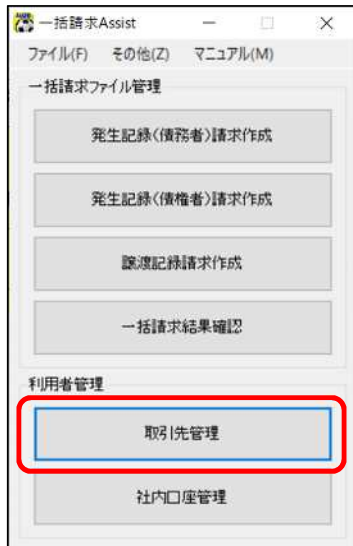 一括請求Assist
ファイル(F) その他(Z) マニュアル(M)
一括請求ファイル管理
発生記録(債務者)請求作成
発生記録(債権者)請求作成
譲渡記録請求作成
一括請求結果確認
利用者管理
取引先管理
社内口座管理